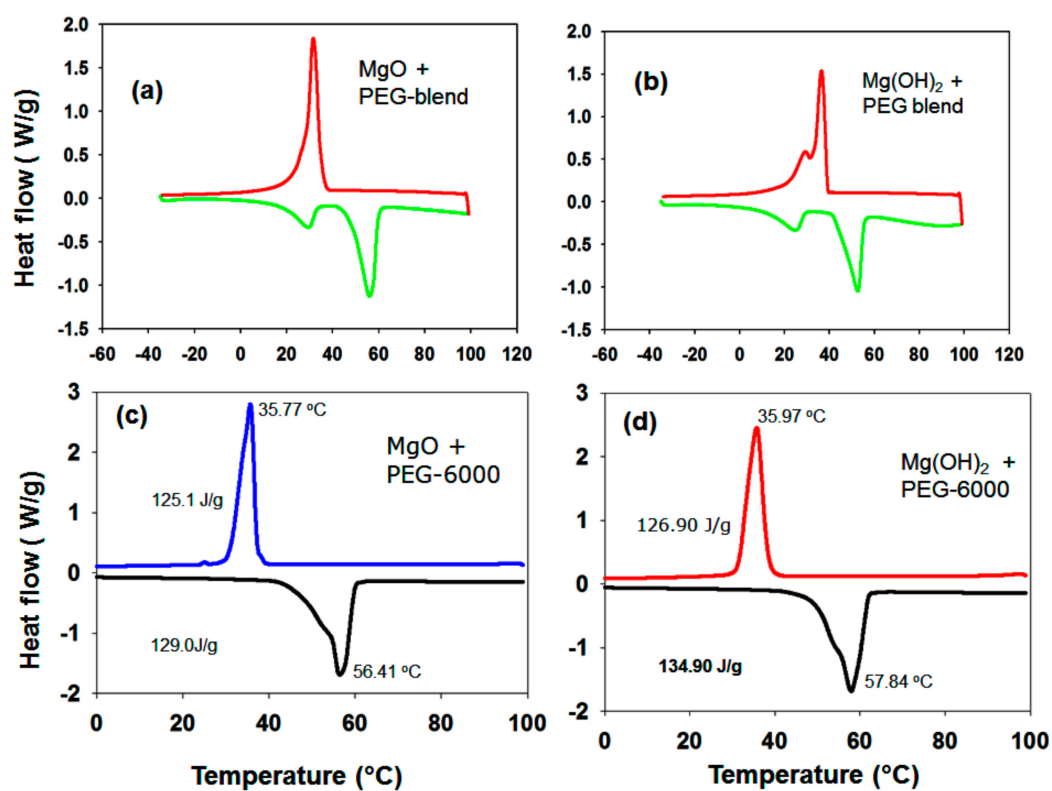 2.0
1.5
1.0
0.5
0.0
-0.5
-1.0
-1.5
-60 -40 -20 0 20 40 60 80 100 120
Heat flow ( W/g)
(a)
MgO +
PEG-blend
2.0
1.5
1.0
0.5
0.0
-0.5
-1.0
-1.5
-60 -40 -20 0 20 40 60 80 100 120
(b)
Mg(OH)₂ +
PEG blend
3
2
1
0
-1
-2
0 20 40 60 80 100
Heat flow ( W/g)
Temperature (°C)
(c)
35.77 ºC
MgO +
PEG-6000
125.1 J/g
129.0J/g
56.41 ºC
3
2
1
0
-1
-2
0 20 40 60 80 100
Temperature (°C)
(d)
35.97 ºC
Mg(OH)₂ +
PEG-6000
126.90 J/g
134.90 J/g
57.84 ºC